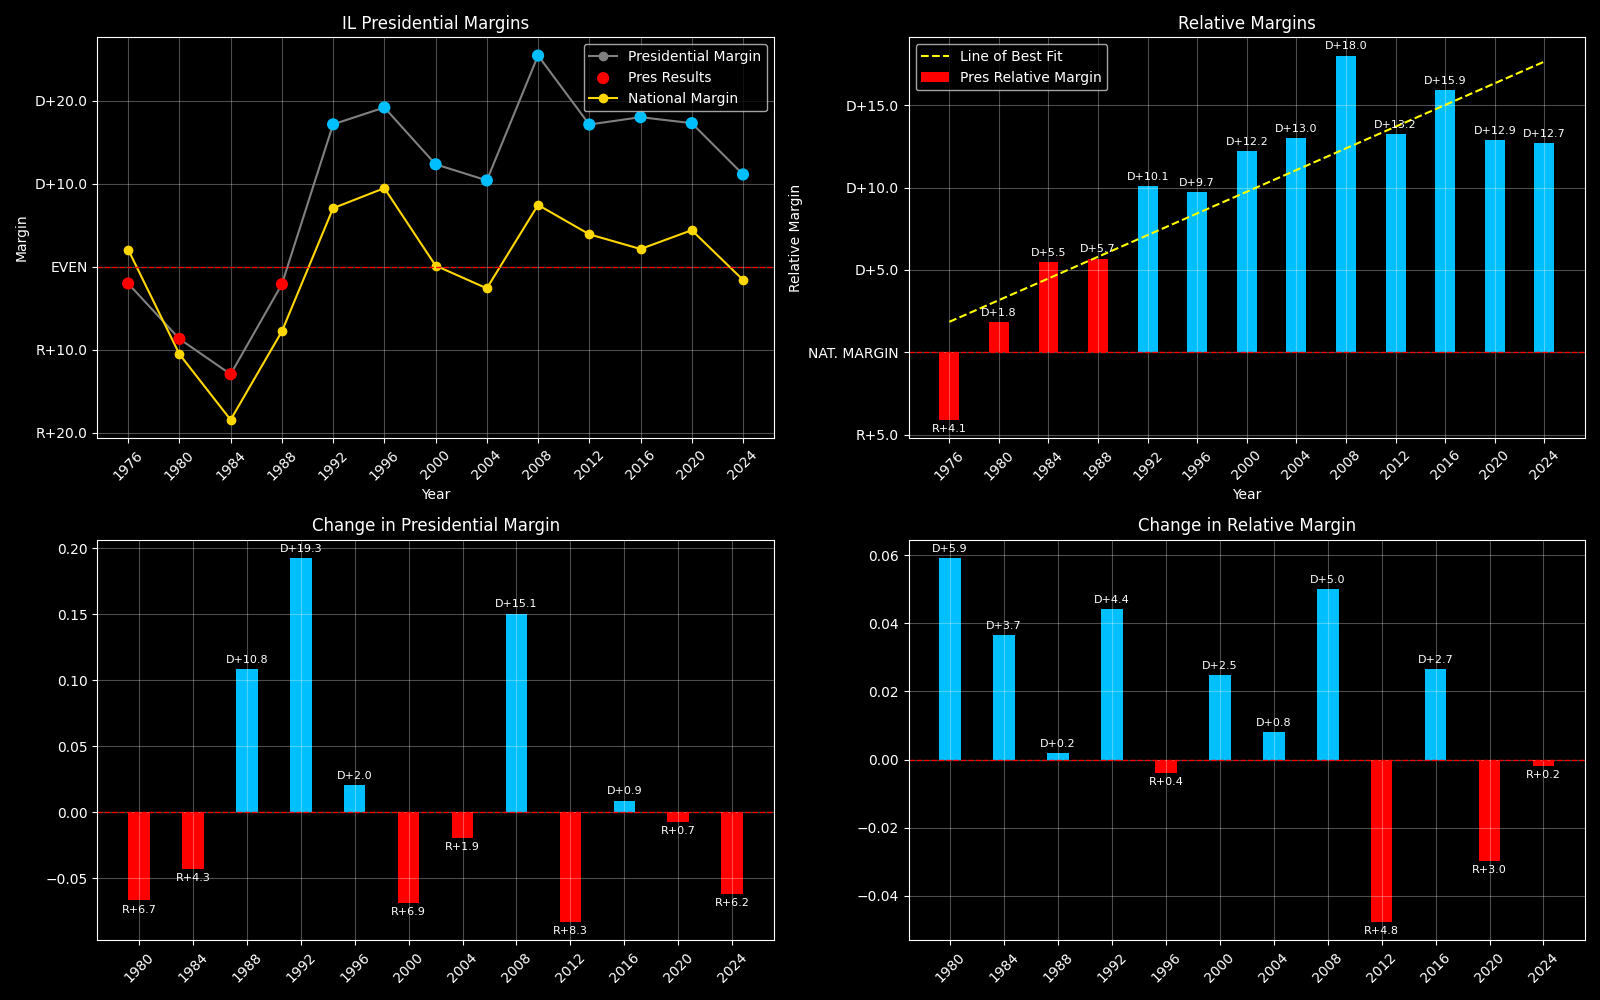 IL Presidential Margins
Presidential Margin
Pres Results
National Margin
D+20.0
D+10.0
EVEN
R+10.0
R+20.0
Margin
1976
1980
1984
1988
1992
1996
2000
2004
2008
2012
2016
2020
2024
Year
Relative Margins
Line of Best Fit
Pres Relative Margin
D+15.0
D+10.0
D+5.0
NAT. MARGIN
R+5.0
Relative Margin
R+4.1
D+1.8
D+5.5
D+5.7
D+10.1
D+9.7
D+12.2
D+13.0
D+18.0
D+13.2
D+15.9
D+12.9
D+12.7
1976
1980
1984
1988
1992
1996
2000
2004
2008
2012
2016
2020
2024
Year
Change in Presidential Margin
0.20
0.15
0.10
0.05
0.00
−0.05
R+6.7
R+4.3
D+10.8
D+19.3
D+2.0
R+6.9
R+1.9
D+15.1
R+8.3
D+0.9
R+0.7
R+6.2
1980
1984
1988
1992
1996
2000
2004
2008
2012
2016
2020
2024
Change in Relative Margin
0.06
0.04
0.02
0.00
−0.02
−0.04
D+5.9
D+3.7
D+0.2
D+4.4
R+0.4
D+2.5
D+0.8
D+5.0
R+4.8
D+2.7
R+3.0
R+0.2
1980
1984
1988
1992
1996
2000
2004
2008
2012
2016
2020
2024